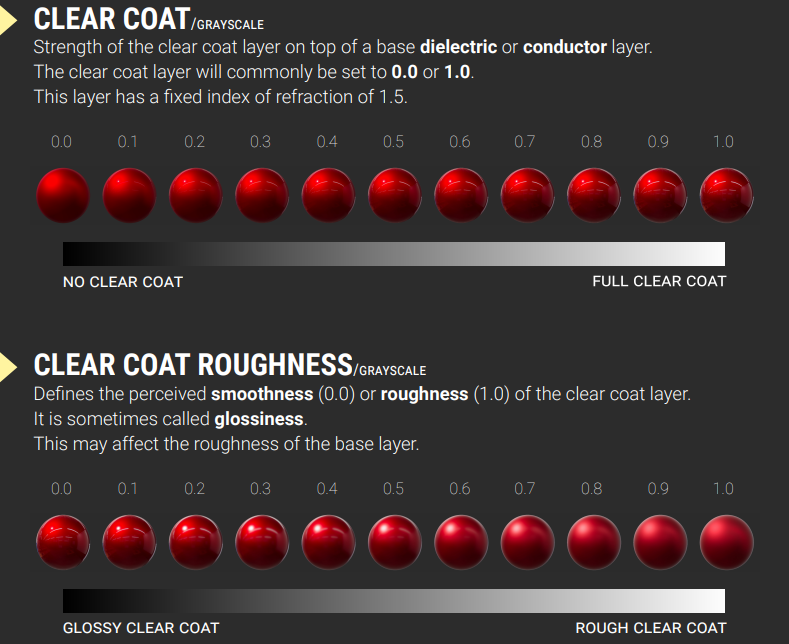 CLEAR COAT/GRAYSCALE
Strength of the clear coat layer on top of a base dielectric or conductor layer.
The clear coat layer will commonly be set to 0.0 or 1.0.
This layer has a fixed index of refraction of 1.5.
0.0 0.1 0.2 0.3 0.4 0.5 0.6 0.7 0.8 0.9 1.0
NO CLEAR COAT FULL CLEAR COAT
CLEAR COAT ROUGHNESS/GRAYSCALE
Defines the perceived smoothness (0.0) or roughness (1.0) of the clear coat layer.
It is sometimes called glossiness.
This may affect the roughness of the base layer.
0.0 0.1 0.2 0.3 0.4 0.5 0.6 0.7 0.8 0.9 1.0
GLOSSY CLEAR COAT ROUGH CLEAR COAT